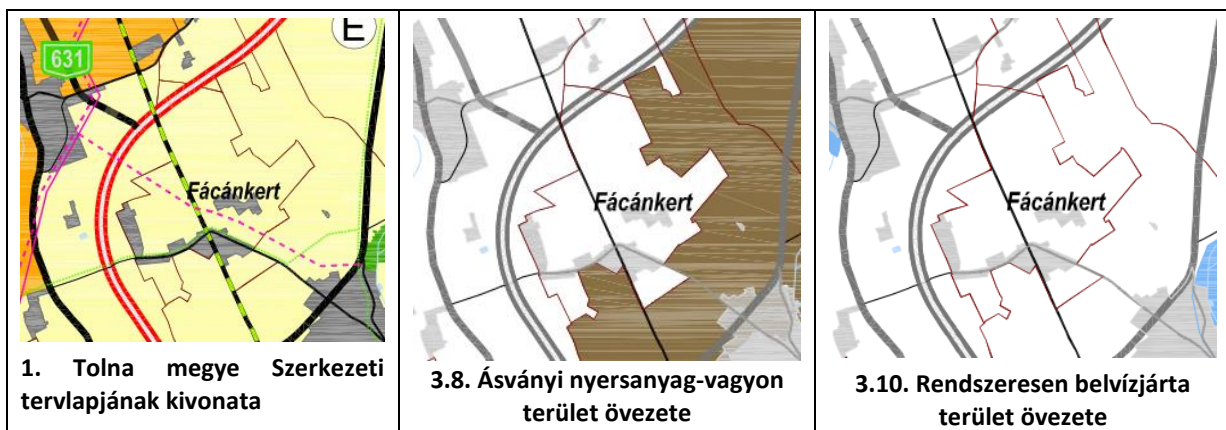 E
631
Fácánkert
1. Tolna megye Szerkezeti
tervlapjának kivonata
Fácánkert
3.8. Ásványi nyersanyag-vagyon
terület övezete
Fácánkert
3.10. Rendszeresen belvízjárta
terület övezete